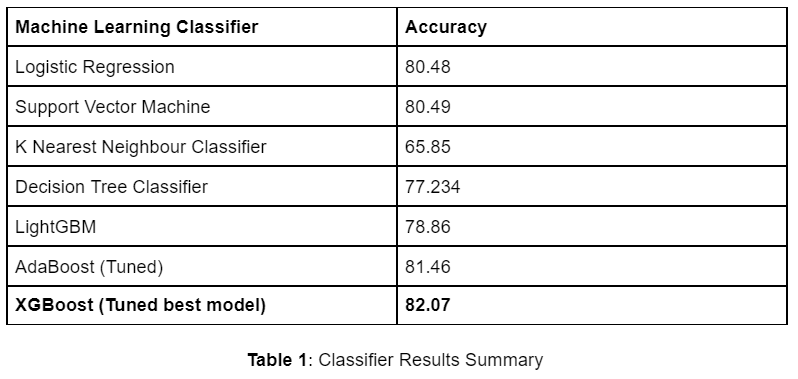 Machine Learning Classifier Accuracy
Logistic Regression 80.48
Support Vector Machine 80.49
K Nearest Neighbour Classifier 65.85
Decision Tree Classifier 77.234
LightGBM 78.86
AdaBoost (Tuned) 81.46
XGBoost (Tuned best model) 82.07
Table 1: Classifier Results Summary